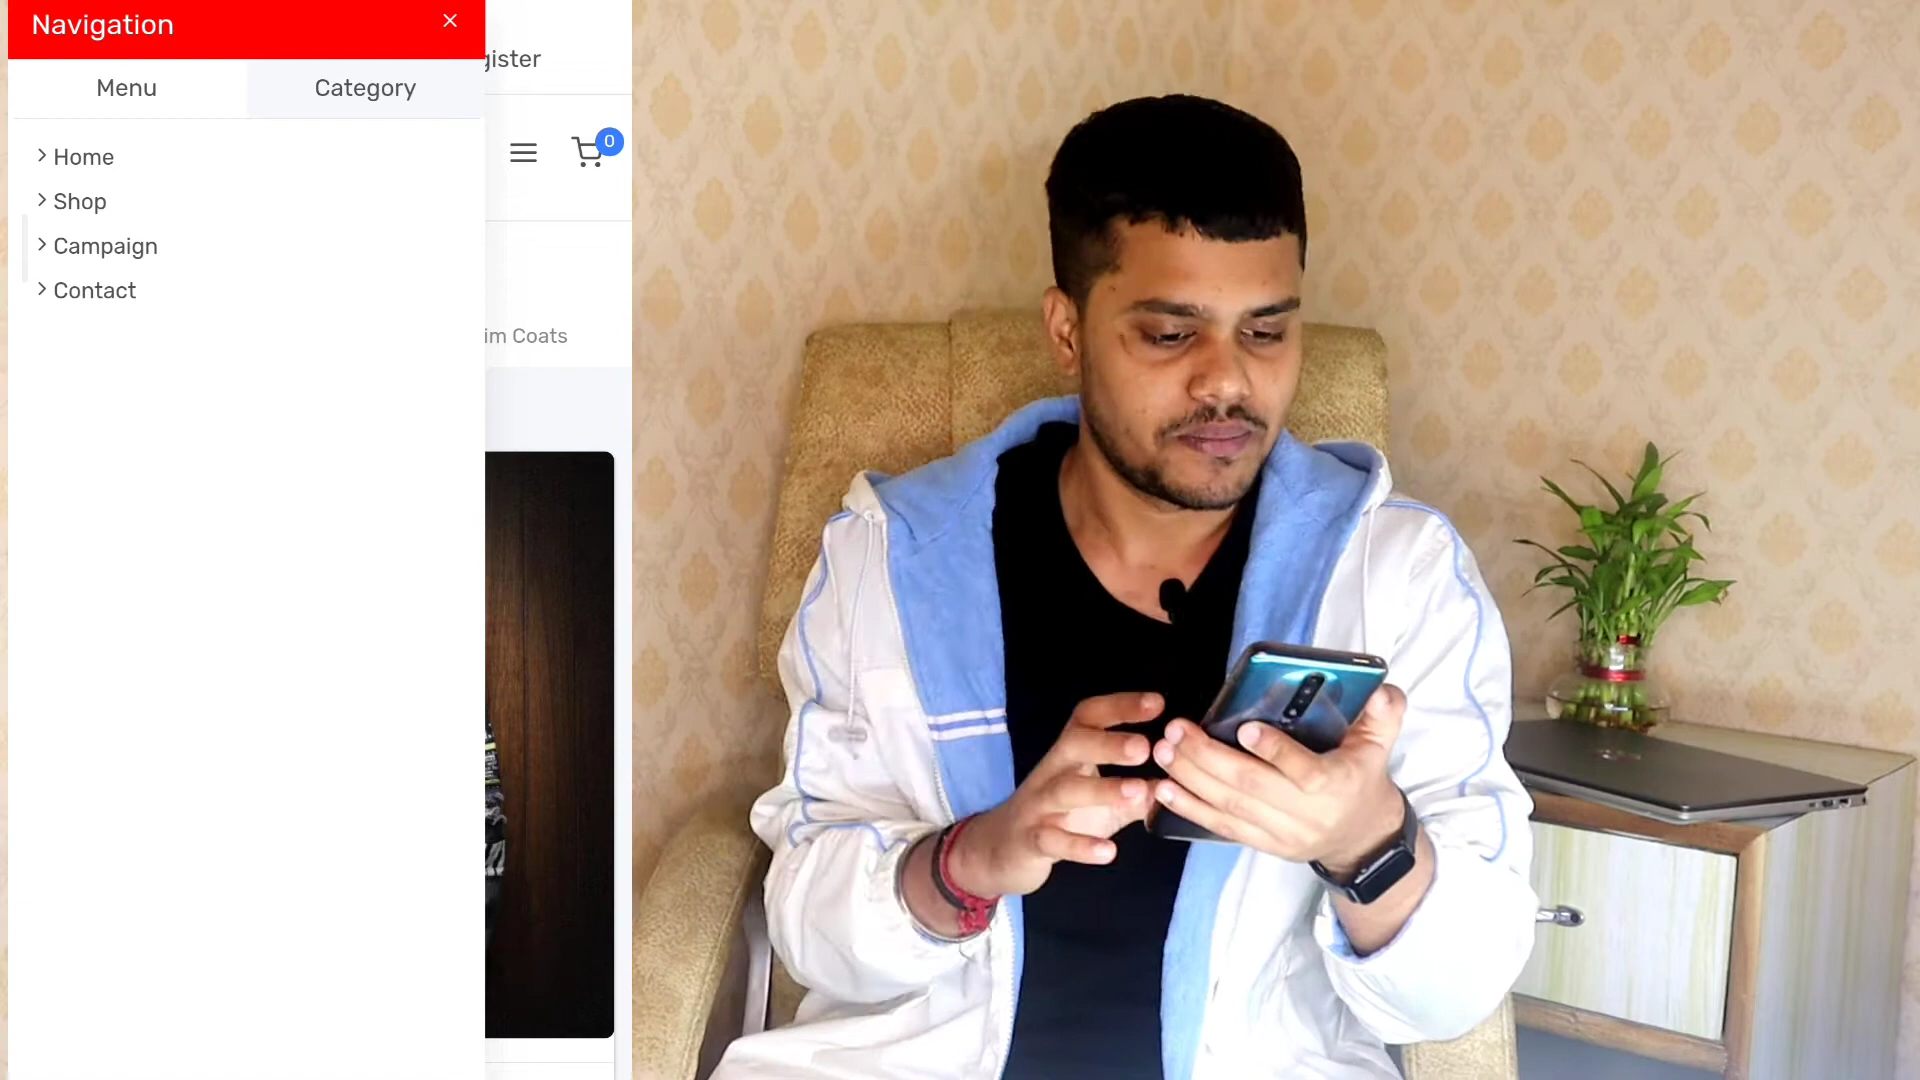 Navigation
gister
Menu
Category
0
Home
Shop
Campaign
Contact
im Coats